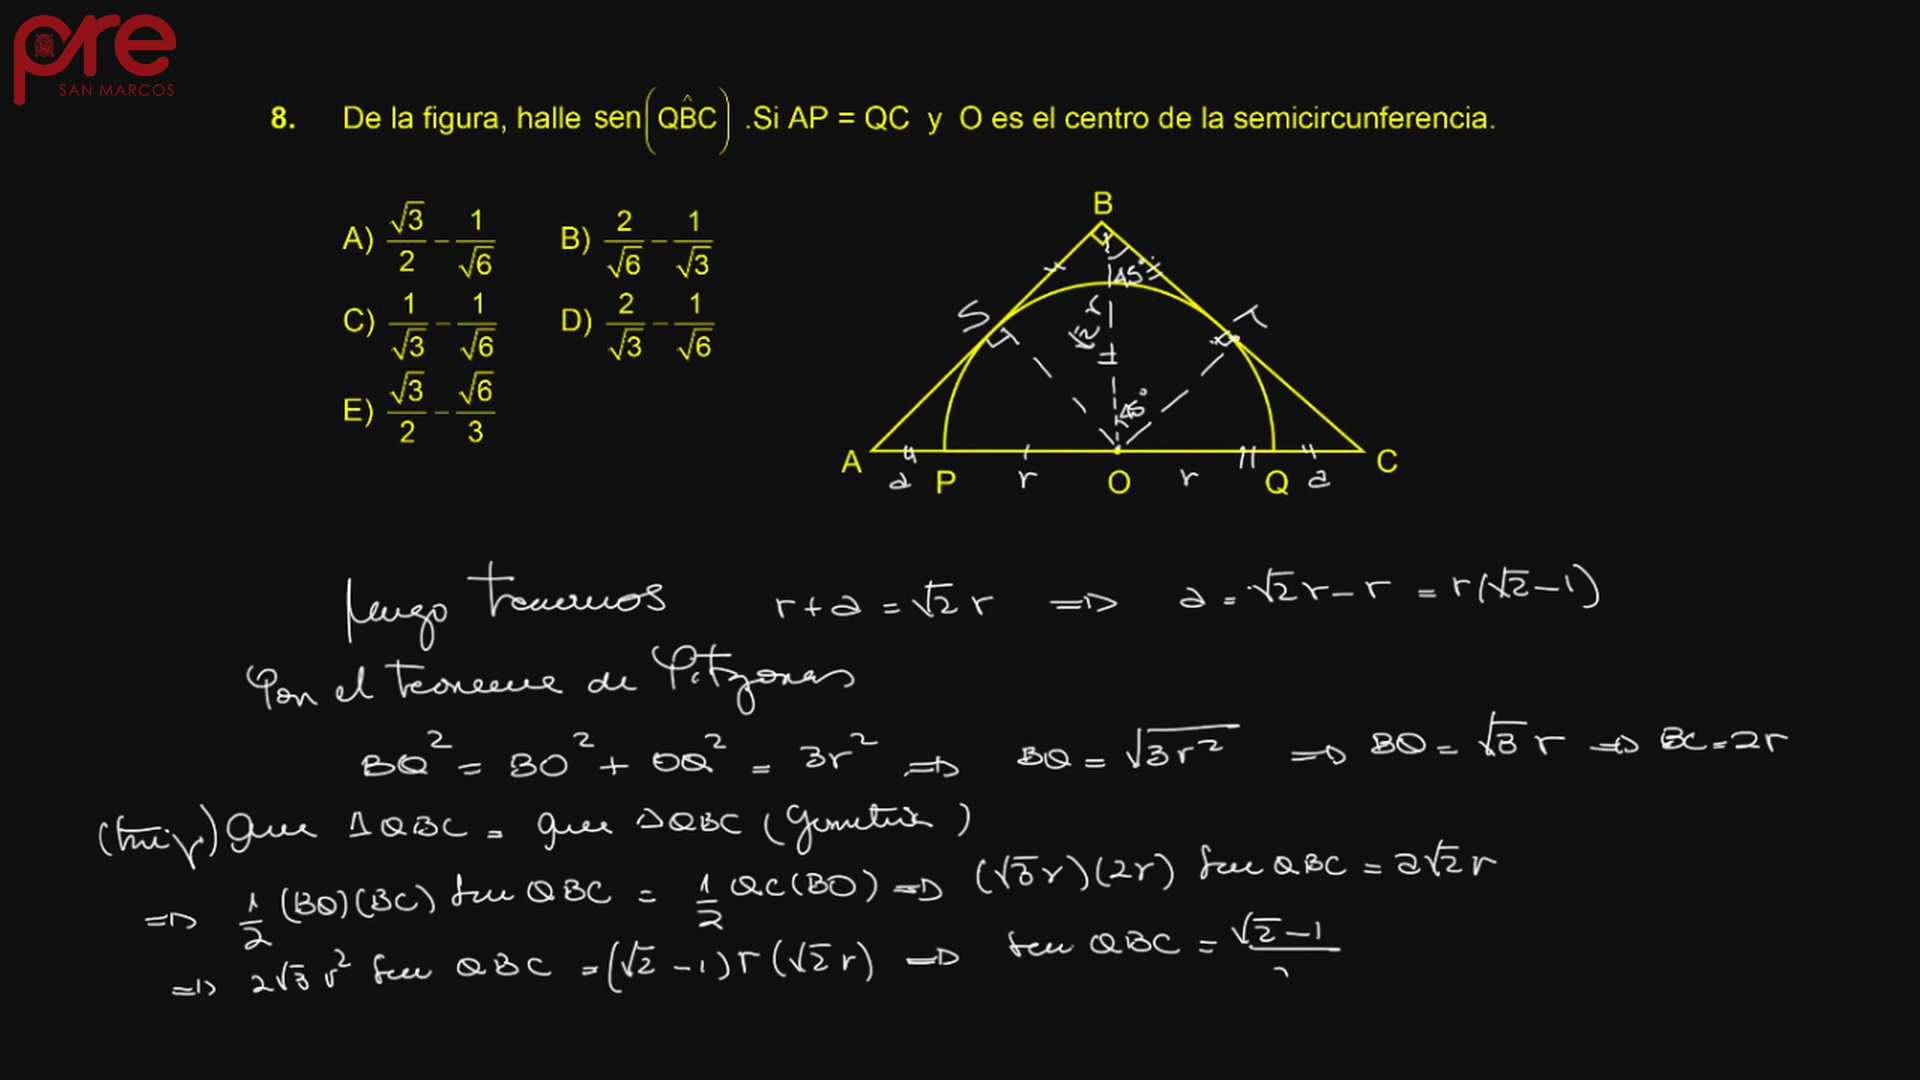 pre
SAN MARCOS
8. De la figura, halle sen(QB̂C) .Si AP = QC y O es el centro de la semicircunferencia.
A) √3/2 - 1/√6 B) 2/√6 - 1/√3
C) 1/√3 - 1/√6 D) 2/√3 - 1/√6
E) √3/2 - √6/3
B
45°
S T
√2 r
45°
A P O Q C
a r r a
luego tenemos r + a = √2 r ⇒ a = √2 r - r = r(√2 - 1)
Por el teorema de Pitágoras
BQ² = BO² + OQ² = 3r² ⇒ BQ = √3r² ⇒ BQ = √3 r ⇒ BC = 2r
(trig) Área ΔQBC = área ΔQBC (Geometría)
⇒ 1/2 (BQ)(BC) sen QBC = 1/2 QC(BO) ⇒ (√3 r)(2r) sen QBC = a√2 r
⇒ 2√3 r² sen QBC = (√2 - 1) r (√2 r) ⇒ sen QBC = √2 - 1